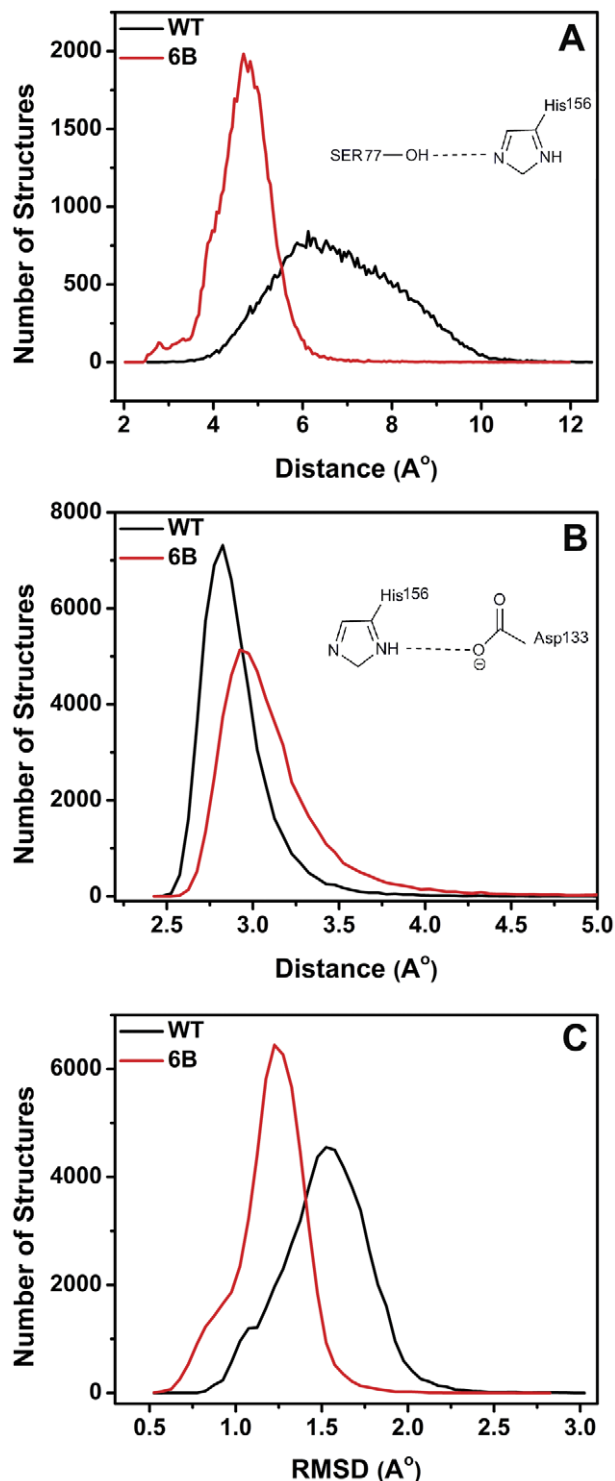 WT
6B
A
2000
1500
1000
500
0
His156
SER77—OH
N
NH
2 4 6 8 10 12
Number of Structures
Distance (A°)
WT
6B
B
8000
6000
4000
2000
0
His156
N
NH
O
O
⊖
Asp133
2.5 3.0 3.5 4.0 4.5 5.0
Number of Structures
Distance (A°)
WT
6B
C
6000
4000
2000
0
0.5 1.0 1.5 2.0 2.5 3.0
Number of Structures
RMSD (A°)